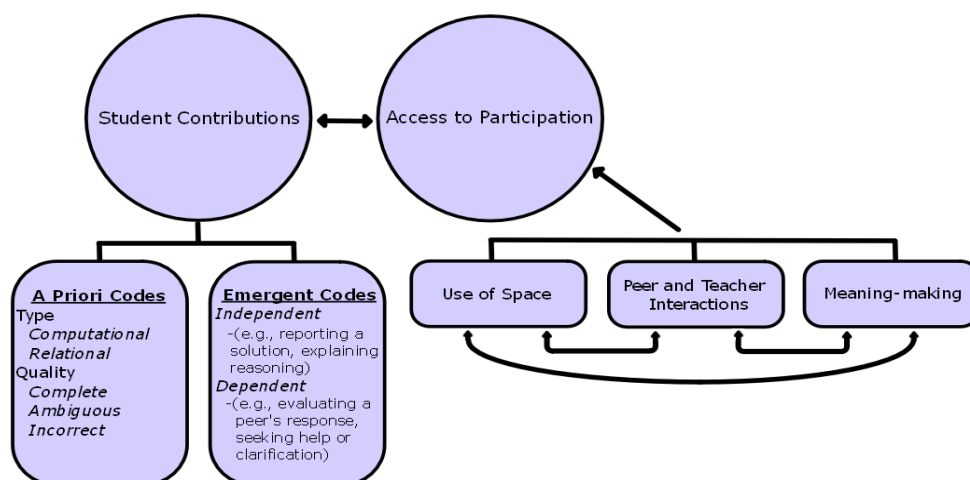 Student Contributions
Access to Participation
A Priori Codes
Type
Computational
Relational
Quality
Complete
Ambiguous
Incorrect
Emergent Codes
Independent
-(e.g., reporting a
solution, explaining
reasoning)
Dependent
-(e.g., evaluating a
peer's response,
seeking help or
clarification)
Use of Space
Peer and Teacher
Interactions
Meaning-making